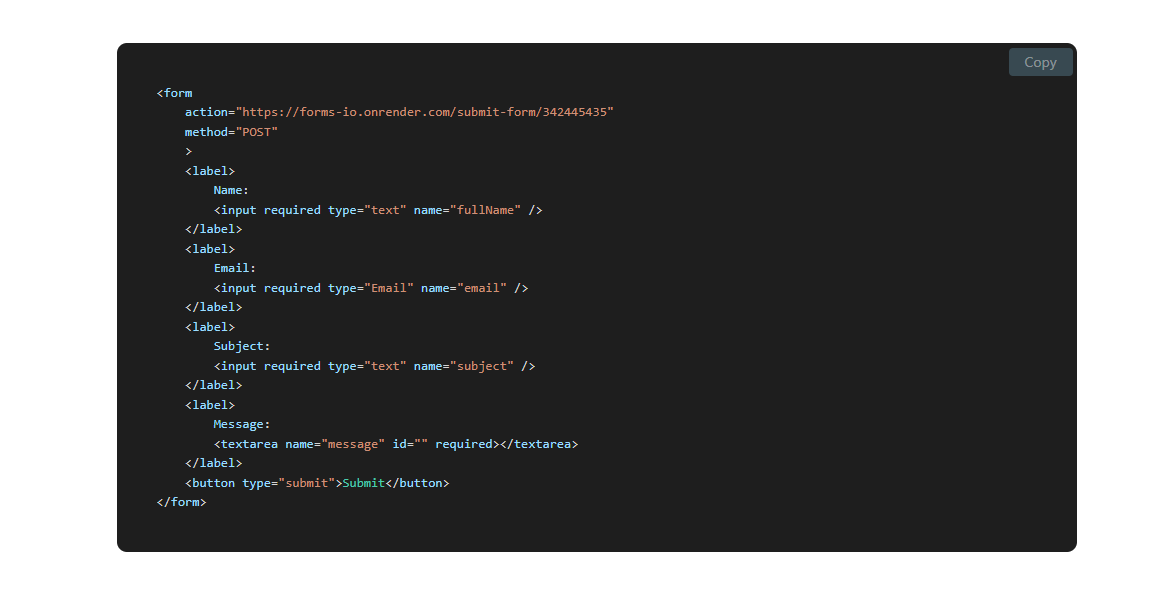 Copy
<form
action="https://forms-io.onrender.com/submit-form/342445435"
method="POST"
>
<label>
Name:
<input required type="text" name="fullName" />
</label>
<label>
Email:
<input required type="Email" name="email" />
</label>
<label>
Subject:
<input required type="text" name="subject" />
</label>
<label>
Message:
<textarea name="message" id="" required></textarea>
</label>
<button type="submit">Submit</button>
</form>